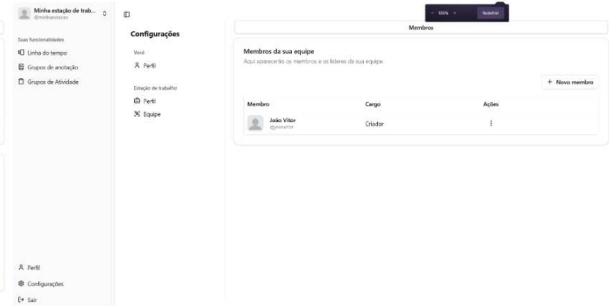 Minha estação de trab...
@minhaestacao
Suas funcionalidades
Linha do tempo
Grupos de anotação
Grupos de Atividade
Perfil
Configurações
Sair
Configurações
Você
Perfil
Estação de trabalho
Perfil
Equipe
100%
Membros
Membros da sua equipe
Aqui aparecerão os membros e os líderes da sua equipe.
+ Novo membro
Membro Cargo Ações
João Vitor Criador